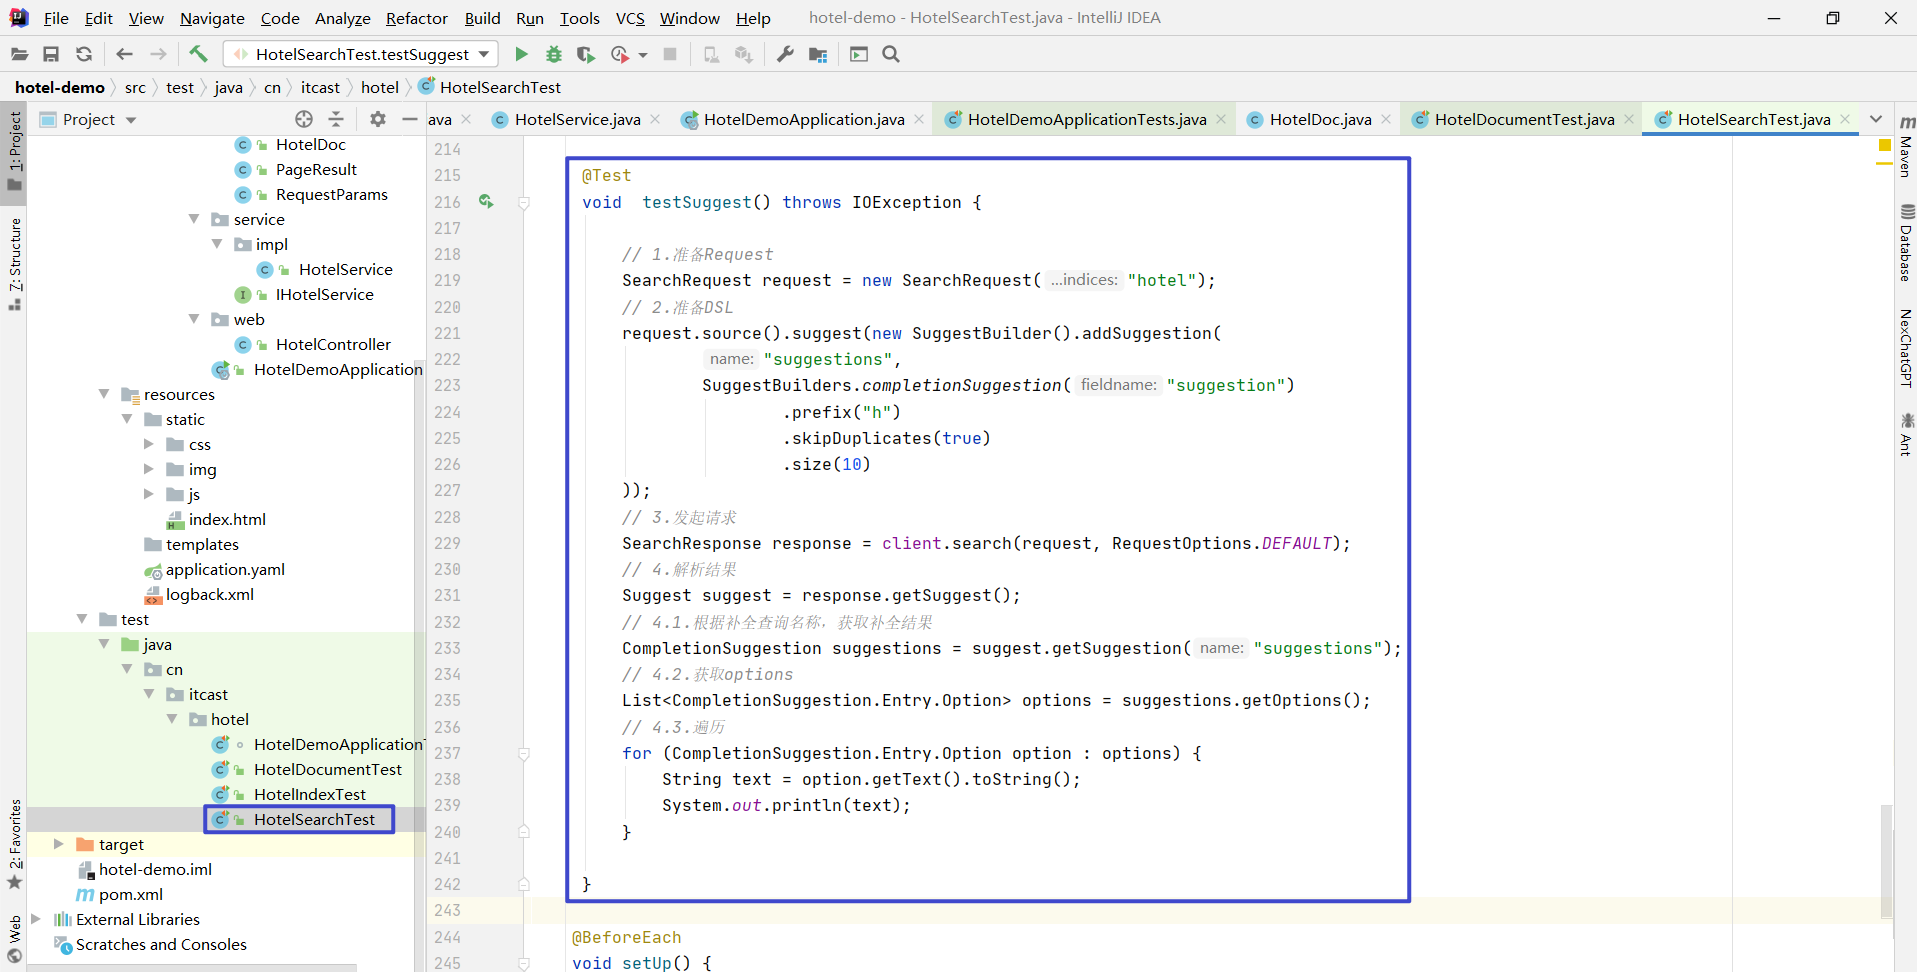 File Edit View Navigate Code Analyze Refactor Build Run Tools VCS Window Help hotel-demo - HotelSearchTest.java - IntelliJ IDEA
HotelSearchTest.testSuggest
hotel-demo src test java cn itcast hotel HotelSearchTest
Project
ava HotelService.java HotelDemoApplication.java HotelDemoApplicationTests.java HotelDoc.java HotelDocumentTest.java HotelSearchTest.java
1: Project
7: Structure
2: Favorites
Web
HotelDoc
PageResult
RequestParams
service
impl
HotelService
IHotelService
web
HotelController
HotelDemoApplication
resources
static
css
img
js
index.html
templates
application.yaml
logback.xml
test
java
cn
itcast
hotel
HotelDemoApplicationT
HotelDocumentTest
HotelIndexTest
HotelSearchTest
target
hotel-demo.iml
pom.xml
External Libraries
Scratches and Consoles
214
215 @Test
216 void testSuggest() throws IOException {
217
218 // 1.准备Request
219 SearchRequest request = new SearchRequest( ...indices: "hotel");
220 // 2.准备DSL
221 request.source().suggest(new SuggestBuilder().addSuggestion(
222 name: "suggestions",
223 SuggestBuilders.completionSuggestion( fieldname: "suggestion")
224 .prefix("h")
225 .skipDuplicates(true)
226 .size(10)
227 ));
228 // 3.发起请求
229 SearchResponse response = client.search(request, RequestOptions.DEFAULT);
230 // 4.解析结果
231 Suggest suggest = response.getSuggest();
232 // 4.1.根据补全查询名称，获取补全结果
233 CompletionSuggestion suggestions = suggest.getSuggestion( name: "suggestions");
234 // 4.2.获取options
235 List<CompletionSuggestion.Entry.Option> options = suggestions.getOptions();
236 // 4.3.遍历
237 for (CompletionSuggestion.Entry.Option option : options) {
238 String text = option.getText().toString();
239 System.out.println(text);
240 }
241
242 }
243
244 @BeforeEach
245 void setUp() {
Maven
Database
NexChatGPT
Ant